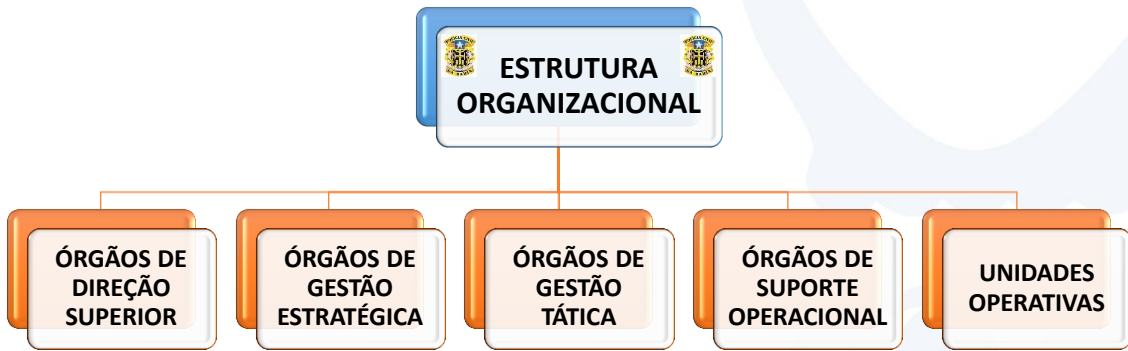 ESTRUTURA
ORGANIZACIONAL
ÓRGÃOS DE
DIREÇÃO
SUPERIOR
ÓRGÃOS DE
GESTÃO
ESTRATÉGICA
ÓRGÃOS DE
GESTÃO
TÁTICA
ÓRGÃOS DE
SUPORTE
OPERACIONAL
UNIDADES
OPERATIVAS